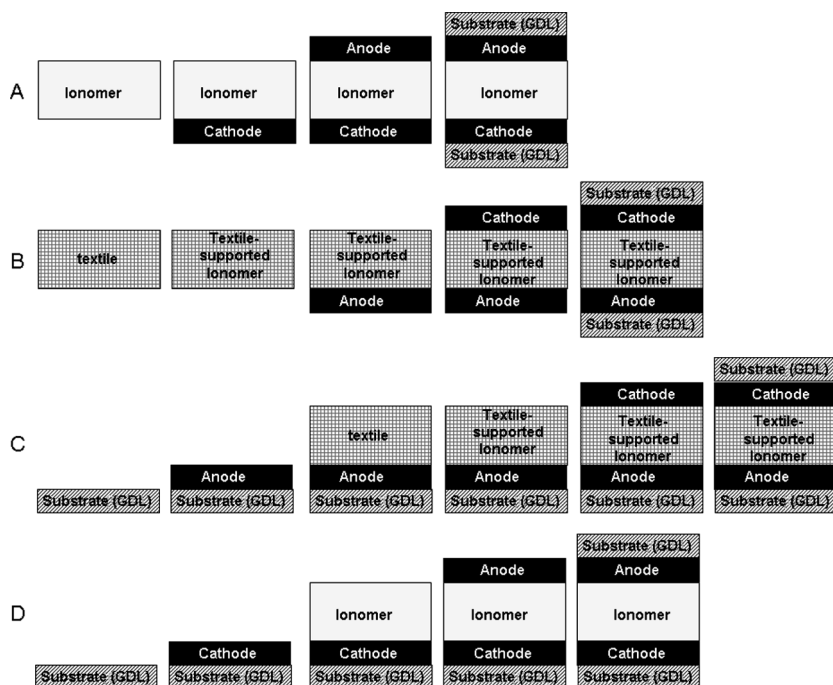 Substrate (GDL)
Anode
Anode
A
Ionomer
Ionomer
Ionomer
Ionomer
Cathode
Cathode
Cathode
Substrate (GDL)
Substrate (GDL)
Cathode
Cathode
B
textile
Textile-
supported
Ionomer
Textile-
supported
Ionomer
Textile-
supported
Ionomer
Textile-
supported
Ionomer
Anode
Anode
Anode
Substrate (GDL)
Substrate (GDL)
Cathode
Cathode
C
textile
Textile-
supported
Ionomer
Textile-
supported
Ionomer
Textile-
supported
Ionomer
Anode
Anode
Anode
Anode
Anode
Substrate (GDL)
Substrate (GDL)
Substrate (GDL)
Substrate (GDL)
Substrate (GDL)
Substrate (GDL)
Substrate (GDL)
Anode
Anode
D
Ionomer
Ionomer
Ionomer
Cathode
Cathode
Cathode
Cathode
Substrate (GDL)
Substrate (GDL)
Substrate (GDL)
Substrate (GDL)
Substrate (GDL)